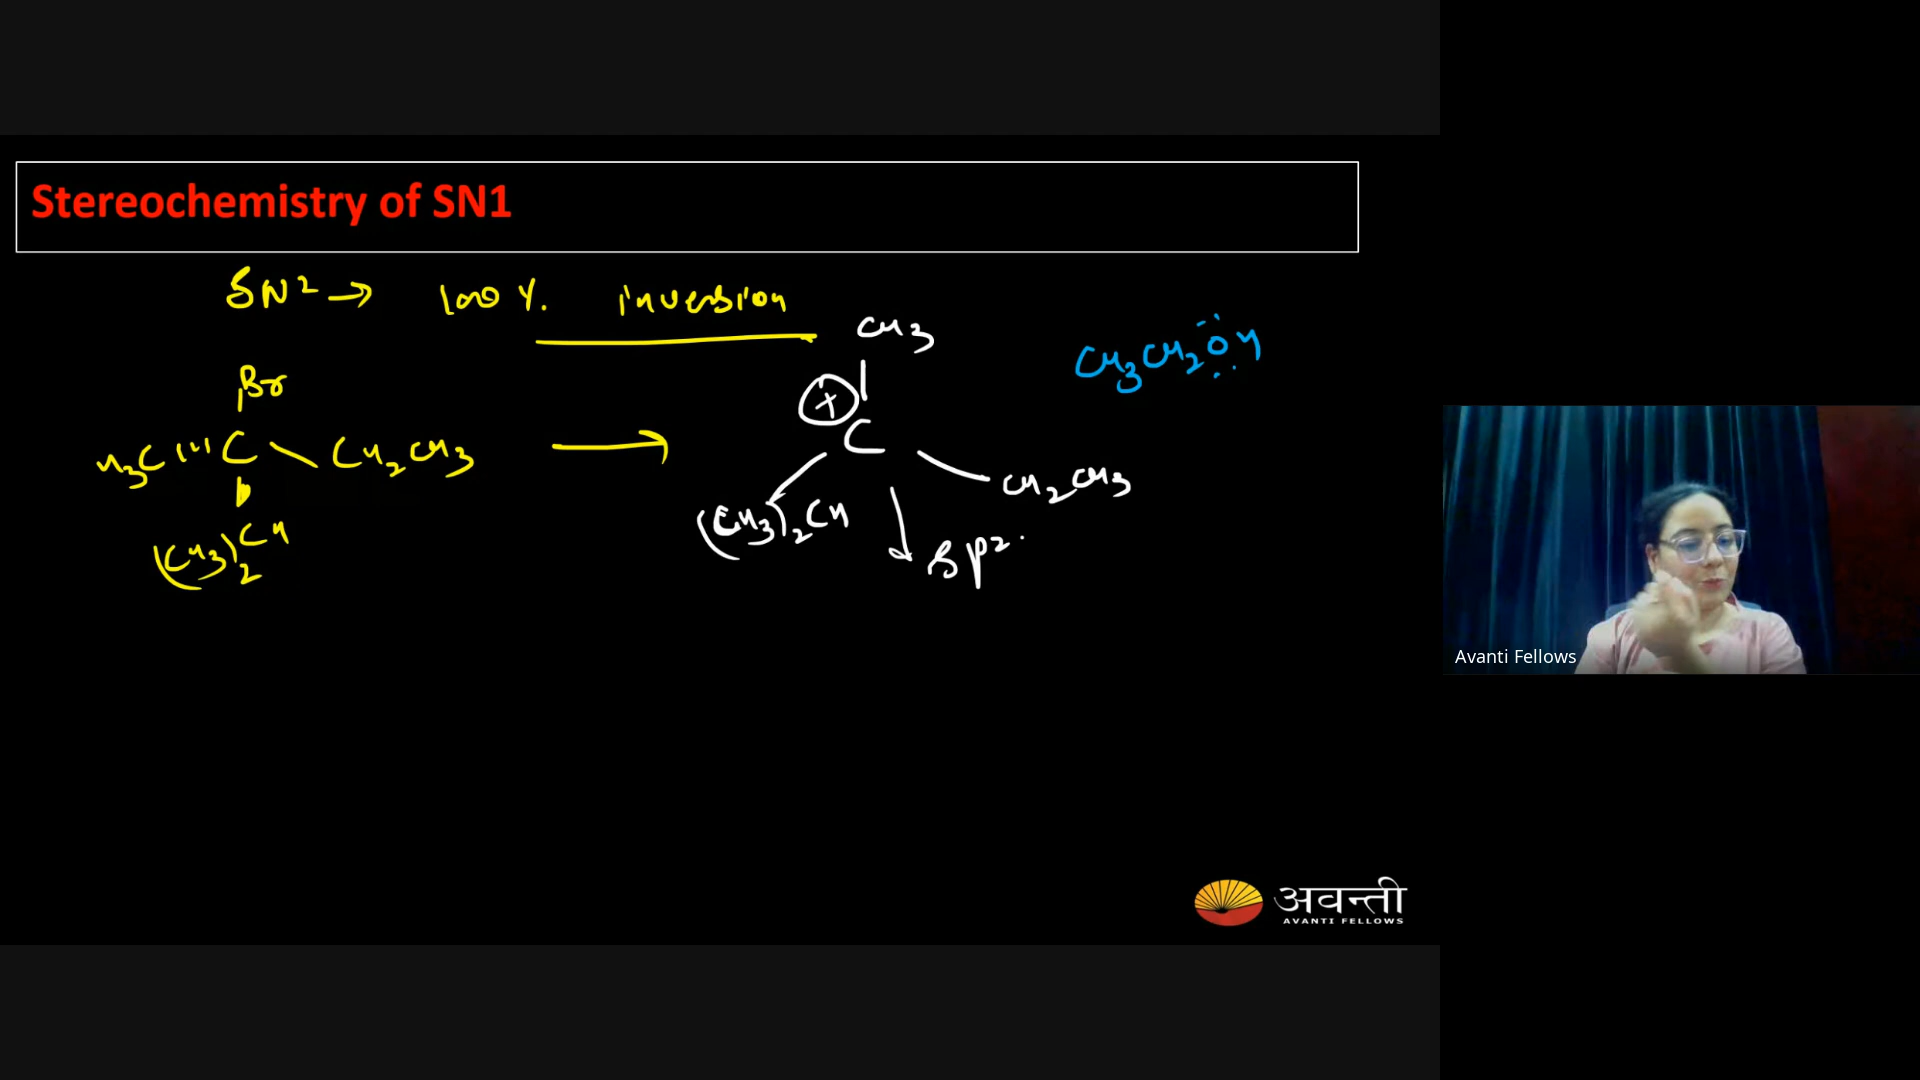 Stereochemistry of SN1
SN2 → 100 %. inversion
Br
H3C C CH2CH3
(CH3)2CH
→
CH3
+
C
(CH3)2CH
CH2CH3
sp2.
CH3CH2OH
Avanti Fellows
अवन्ती
AVANTI FELLOWS